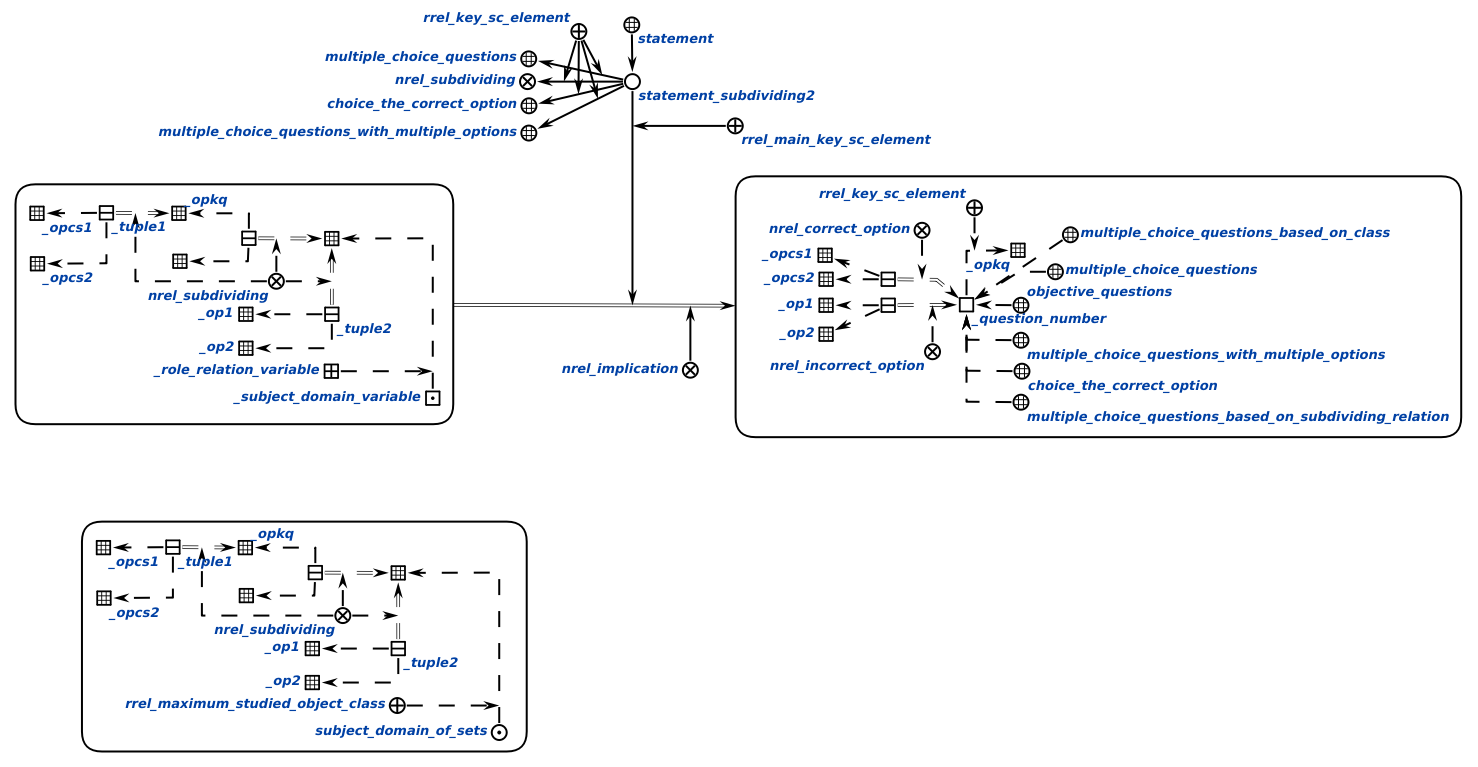 rrel_key_sc_element
statement
multiple_choice_questions
nrel_subdividing
choice_the_correct_option
statement_subdividing2
multiple_choice_questions_with_multiple_options
rrel_main_key_sc_element
_opkq
_opcs1
_tuple1
_opcs2
nrel_subdividing
_op1
_tuple2
_op2
_role_relation_variable
_subject_domain_variable
nrel_implication
rrel_key_sc_element
nrel_correct_option
multiple_choice_questions_based_on_class
_opcs1
_opkq
multiple_choice_questions
_opcs2
objective_questions
_op1
_question_number
_op2
multiple_choice_questions_with_multiple_options
nrel_incorrect_option
choice_the_correct_option
multiple_choice_questions_based_on_subdividing_relation
_opkq
_opcs1
_tuple1
_opcs2
nrel_subdividing
_op1
_tuple2
_op2
rrel_maximum_studied_object_class
subject_domain_of_sets